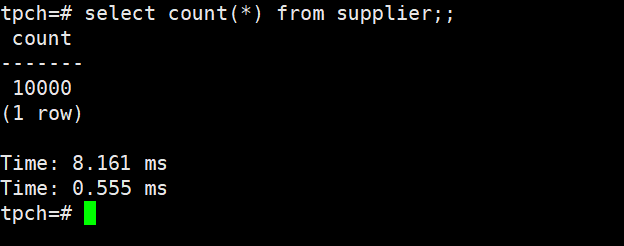 tpch=# select count(*) from supplier;;
 count
-------
 10000
(1 row)

Time: 8.161 ms
Time: 0.555 ms
tpch=#